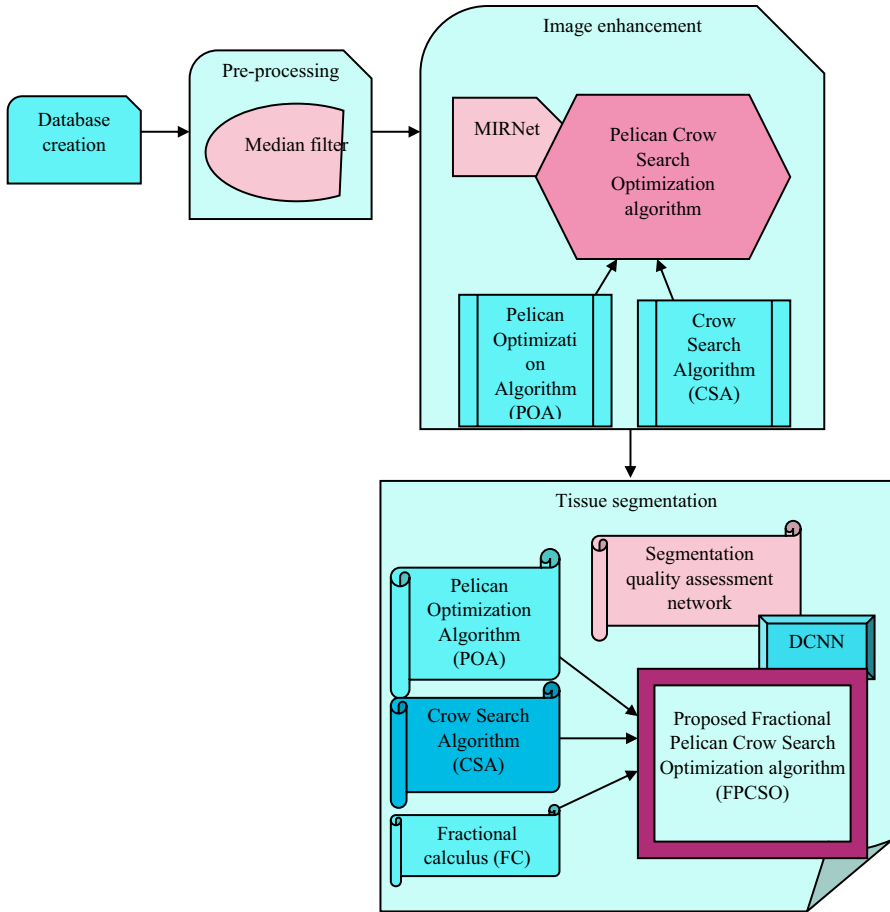 Image enhancement
Pre-processing
Database
creation
Median filter
MIRNet
Pelican Crow
Search
Optimization
algorithm
Pelican
Optimizati
on
Algorithm
(POA)
Crow
Search
Algorithm
(CSA)
Tissue segmentation
Segmentation
quality assessment
network
Pelican
Optimization
Algorithm
(POA)
DCNN
Crow Search
Algorithm
(CSA)
Proposed Fractional
Pelican Crow Search
Optimization algorithm
(FPCSO)
Fractional
calculus (FC)